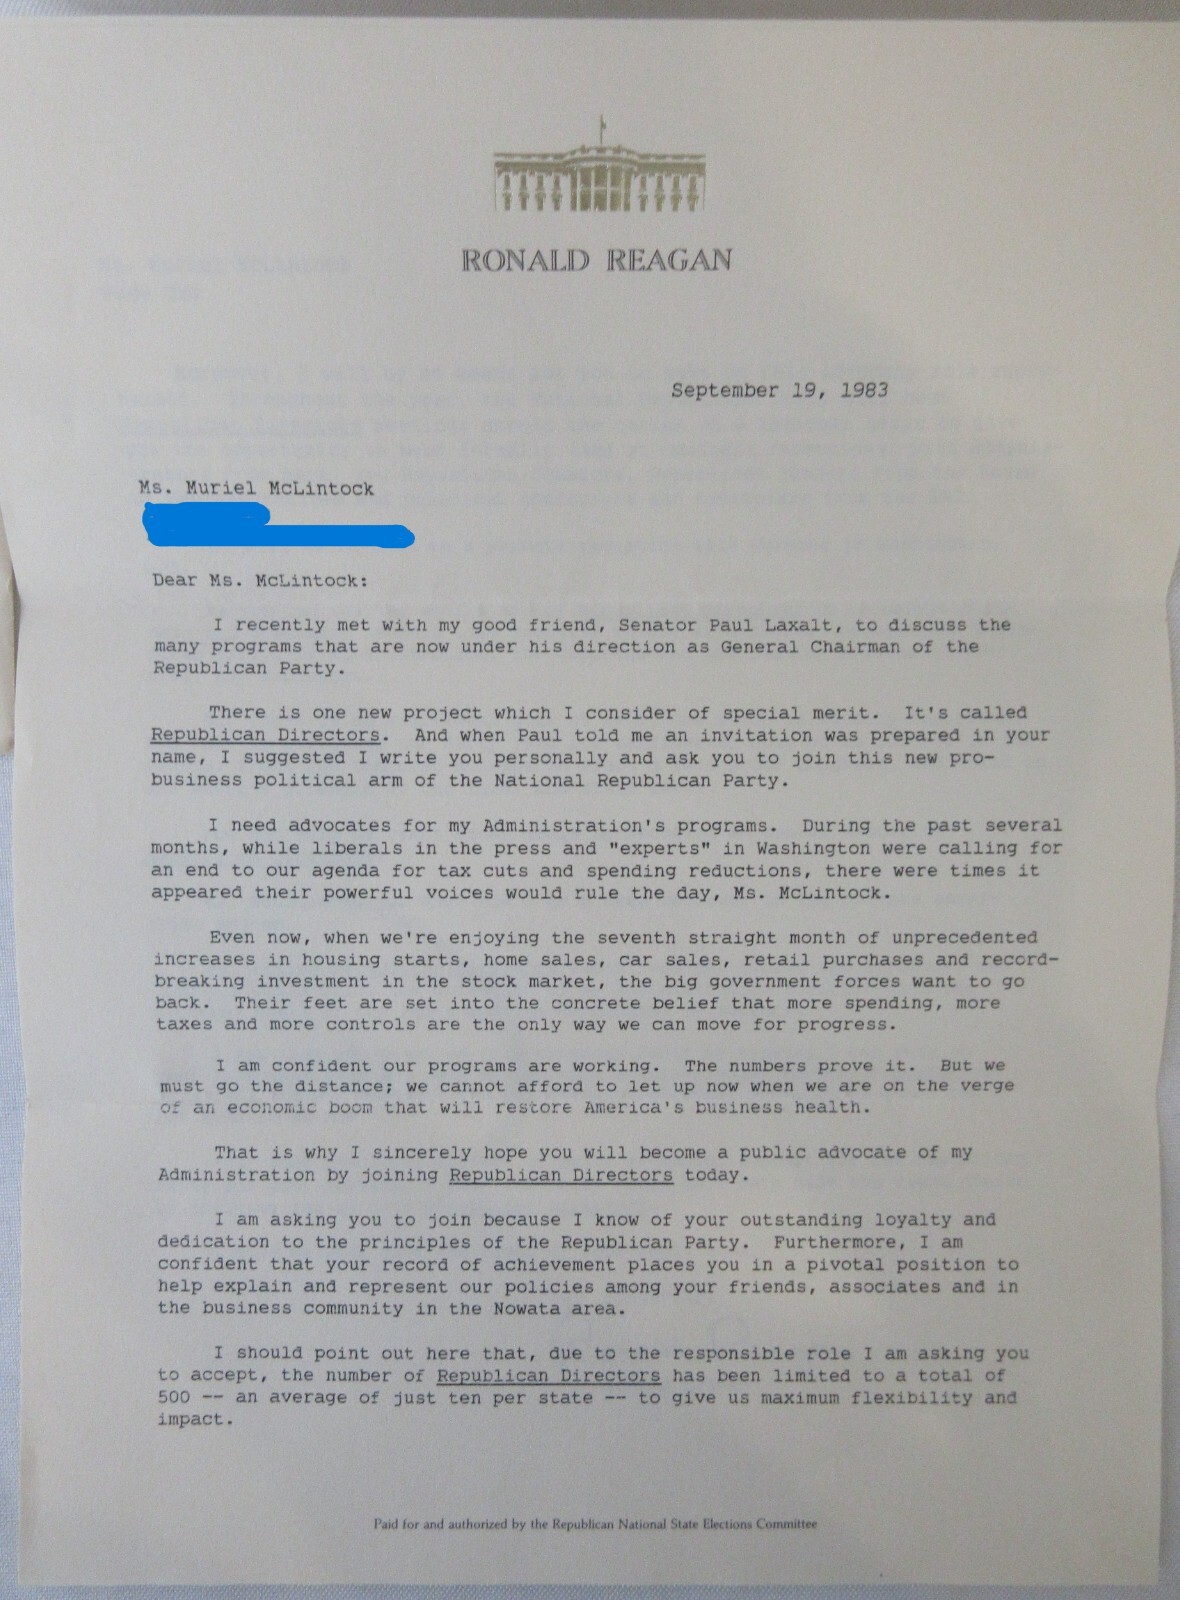 RONALD REAGAN
September 19, 1983
Ms. Muriel McLintock
Dear Ms. McLintock:
I recently met with my good friend, Senator Paul Laxalt, to discuss the
many programs that are now under his direction as General Chairman of the
Republican Party.
There is one new project which I consider of special merit. It's called
Republican Directors. And when Paul told me an invitation was prepared in your
name, I suggested I write you personally and ask you to join this new pro-
business political arm of the National Republican Party.
I need advocates for my Administration's programs. During the past several
months, while liberals in the press and "experts" in Washington were calling for
an end to our agenda for tax cuts and spending reductions, there were times it
appeared their powerful voices would rule the day, Ms. McLintock.
Even now, when we're enjoying the seventh straight month of unprecedented
increases in housing starts, home sales, car sales, retail purchases and record-
breaking investment in the stock market, the big government forces want to go
back. Their feet are set into the concrete belief that more spending, more
taxes and more controls are the only way we can move for progress.
I am confident our programs are working. The numbers prove it. But we
must go the distance; we cannot afford to let up now when we are on the verge
of an economic boom that will restore America's business health.
That is why I sincerely hope you will become a public advocate of my
Administration by joining Republican Directors today.
I am asking you to join because I know of your outstanding loyalty and
dedication to the principles of the Republican Party. Furthermore, I am
confident that your record of achievement places you in a pivotal position to
help explain and represent our policies among your friends, associates and in
the business community in the Nowata area.
I should point out here that, due to the responsible role I am asking you
to accept, the number of Republican Directors has been limited to a total of
500 -- an average of just ten per state -- to give us maximum flexibility and
impact.
Paid for and authorized by the Republican National State Elections Committee